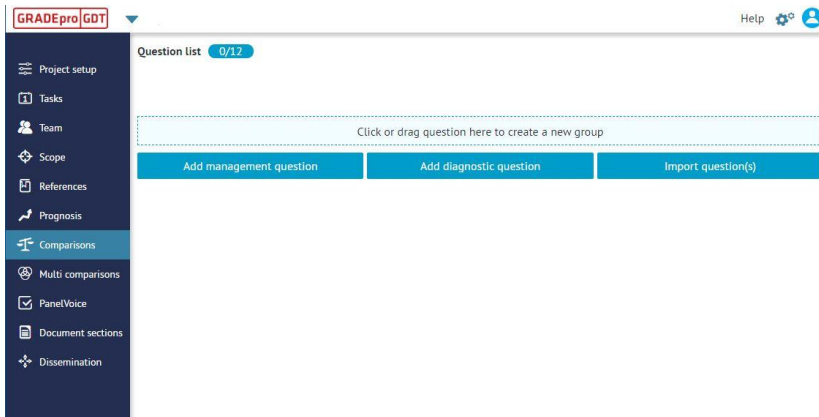 GRADEpro GDT
Help
Project setup
Tasks
Team
Scope
References
Prognosis
Comparisons
Multi comparisons
PanelVoice
Document sections
Dissemination
Question list 0/12
Click or drag question here to create a new group
Add management question
Add diagnostic question
Import question(s)